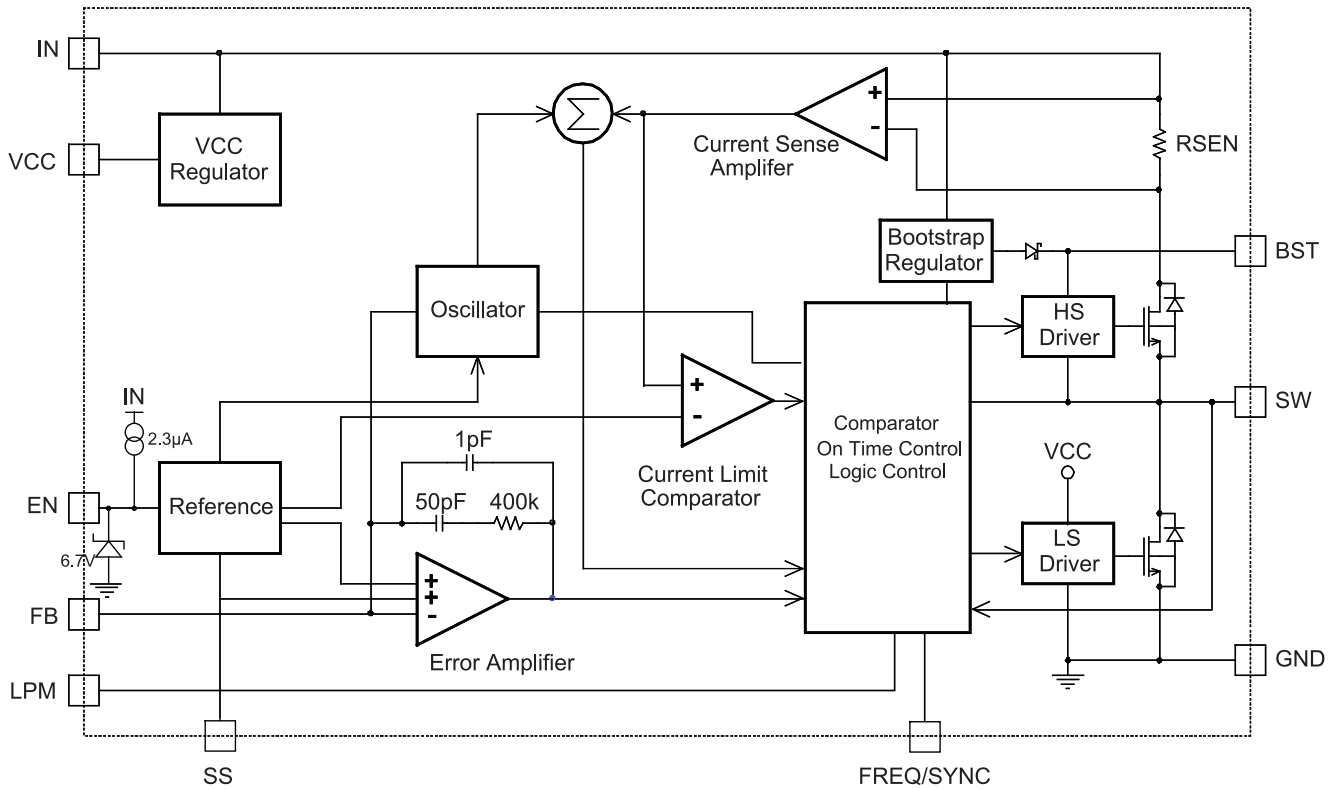 IN
VCC
VCC
Regulator
Σ
+
-
Current Sense
Amplifer
RSEN
Bootstrap
Regulator
BST
Oscillator
HS
Driver
IN
2.3µA
+
-
Current Limit
Comparator
Comparator
On Time Control
Logic Control
SW
1pF
50pF
400k
VCC
EN
Reference
6.7V
LS
Driver
+
+
-
FB
Error Amplifier
GND
LPM
SS
FREQ/SYNC